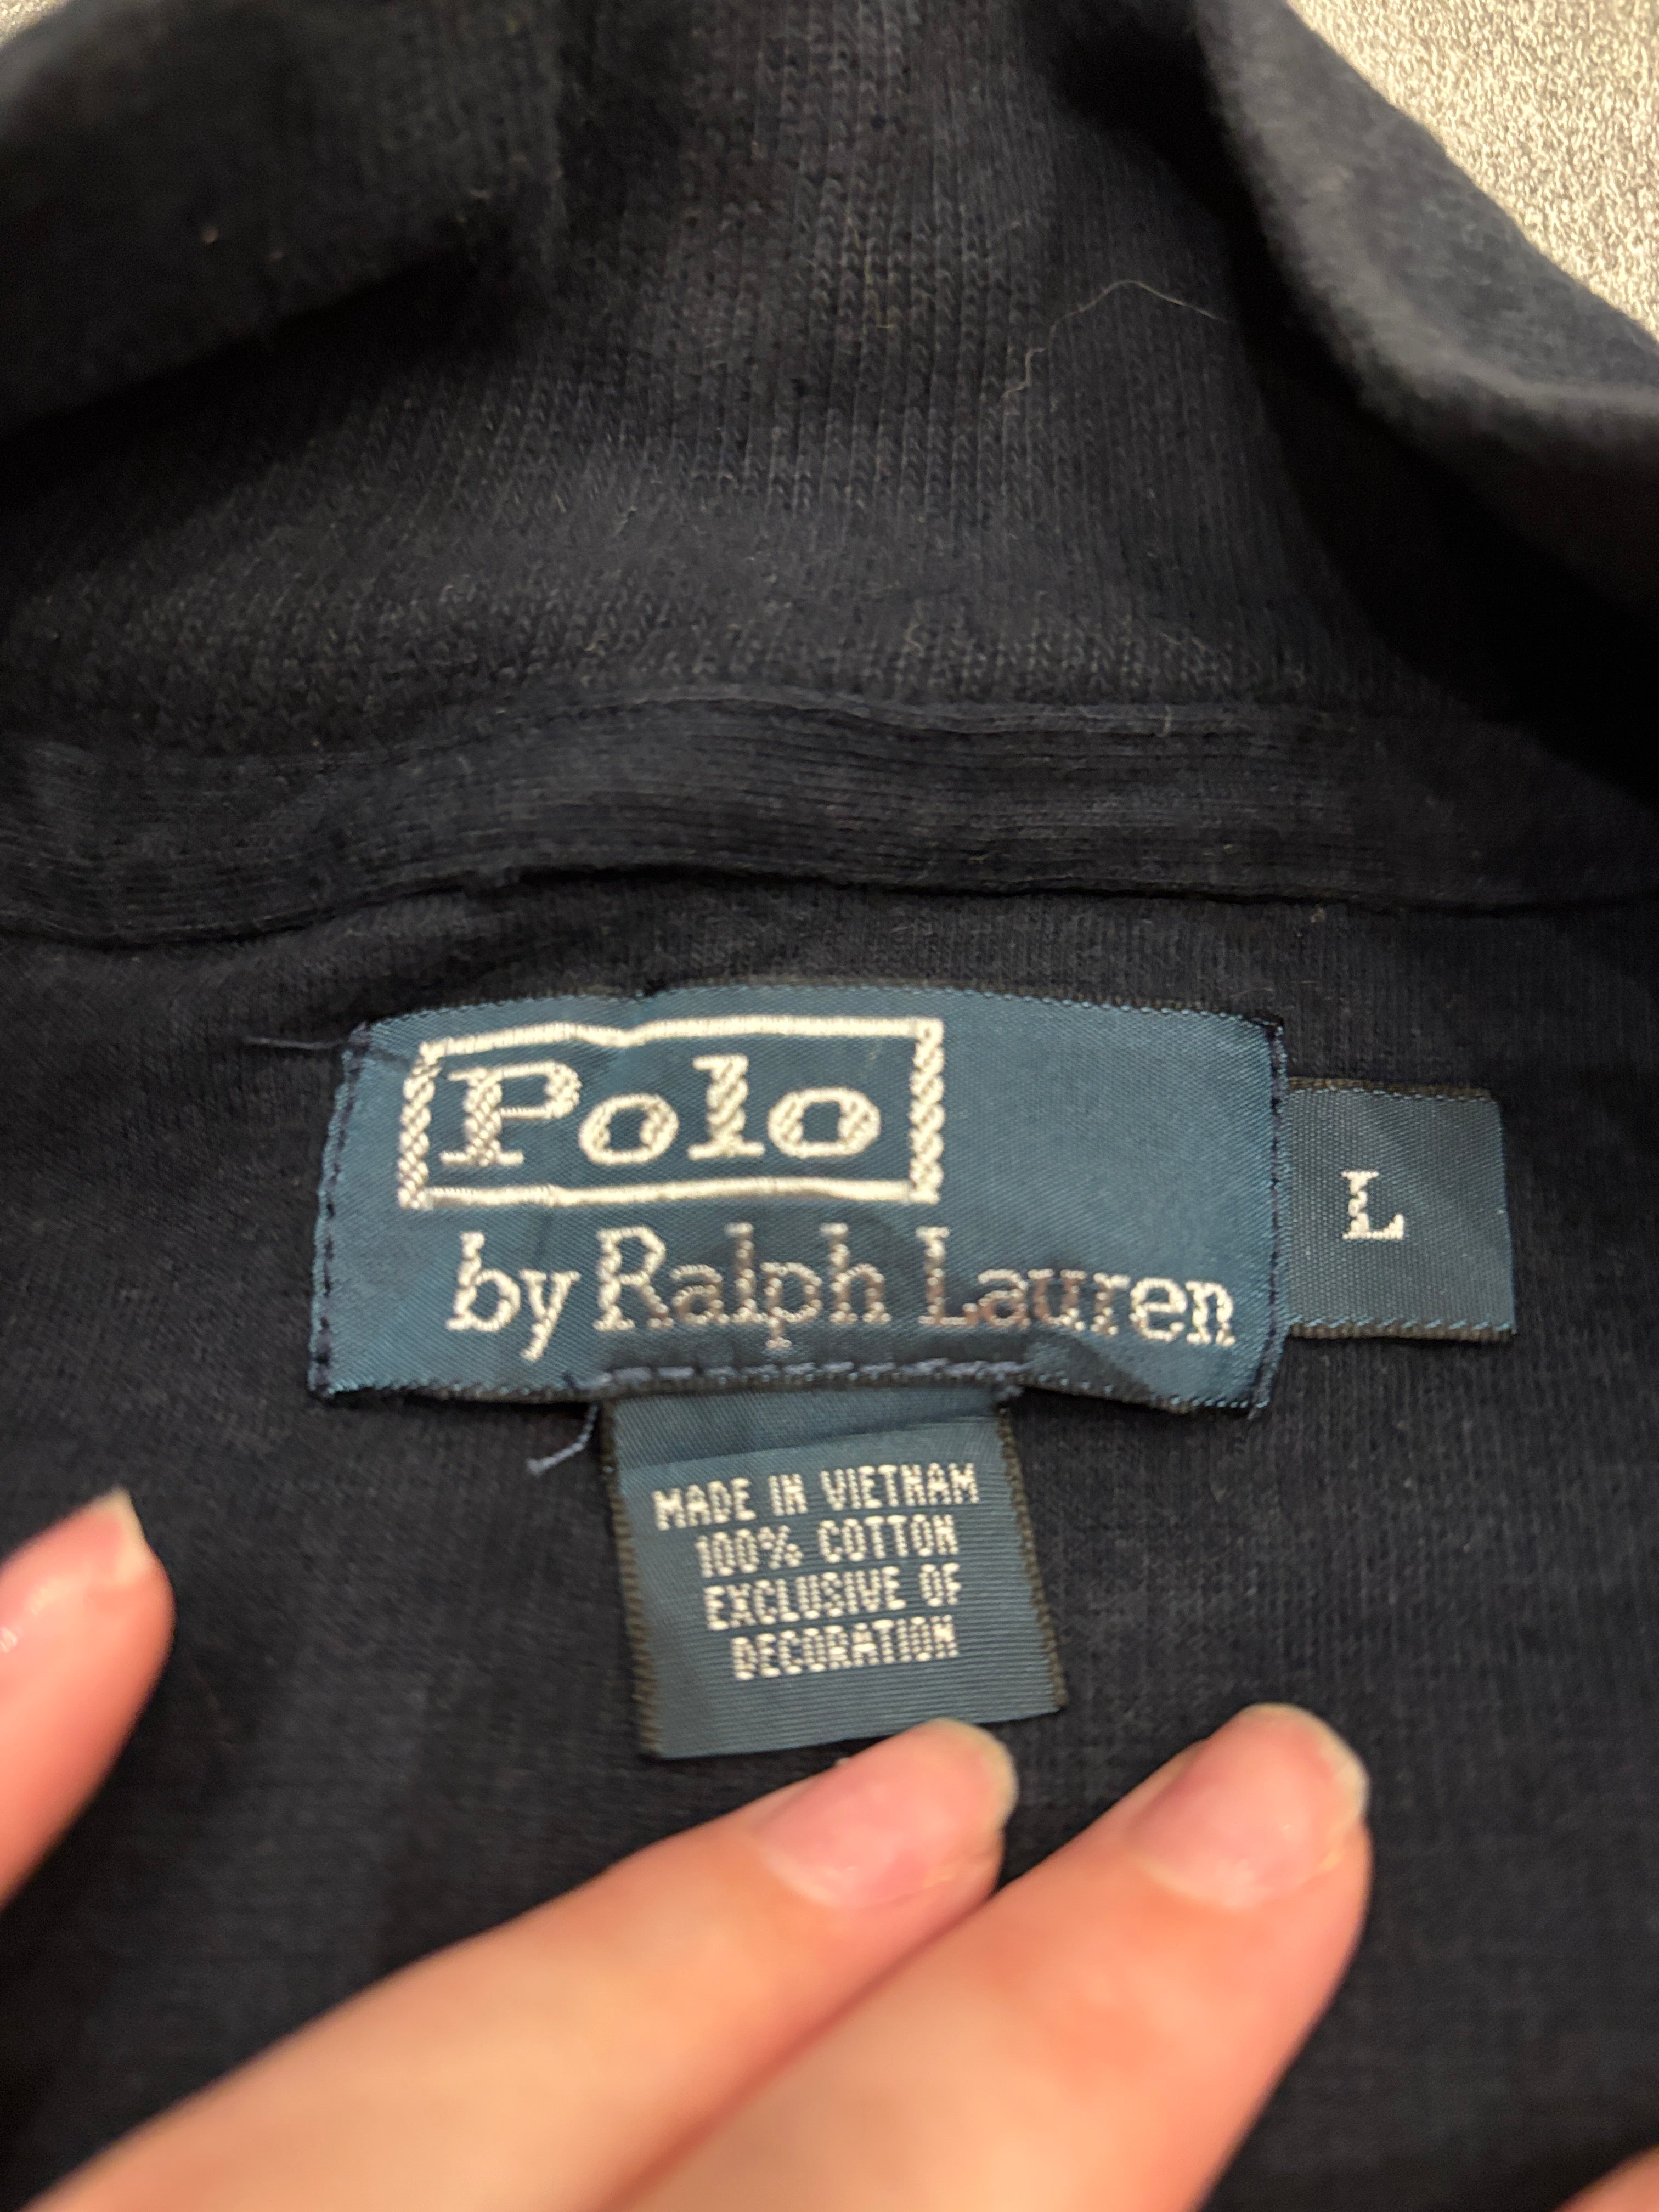 Polo
by Ralph Lauren
L
MADE IN VIETNAM
100% COTTON
EXCLUSIVE OF
DECORATION